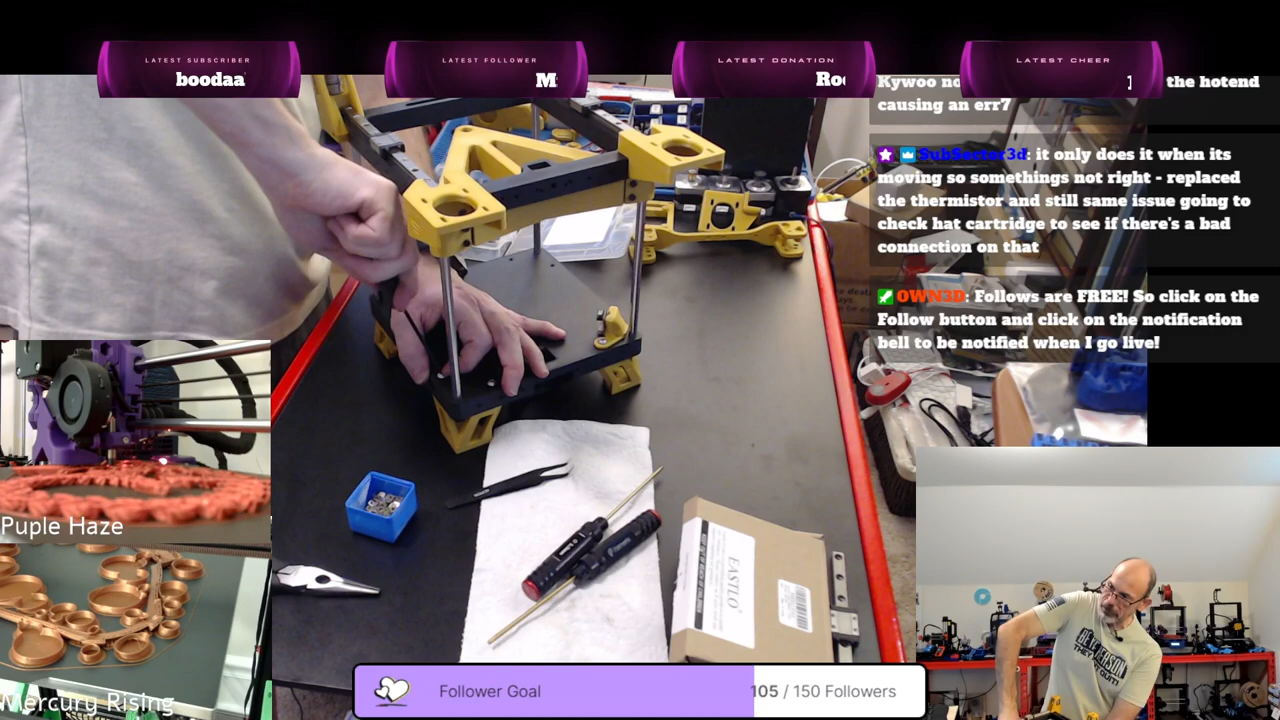 LATEST SUBSCRIBER
boodaa
LATEST FOLLOWER
M
LATEST DONATION
LATEST CHEER
Kywoo
the hotend
causing an err7
SubSector3d: it only does it when its
moving so somethings not right - replaced
the thermistor and still same issue going to
check hat cartridge to see if there's a bad
connection on that
OWN3D: Follows are FREE! So click on the
Follow button and click on the notification
bell to be notified when I go live!
Puple Haze
Mercury Rising
EASTLO
Follower Goal
105 / 150 Followers